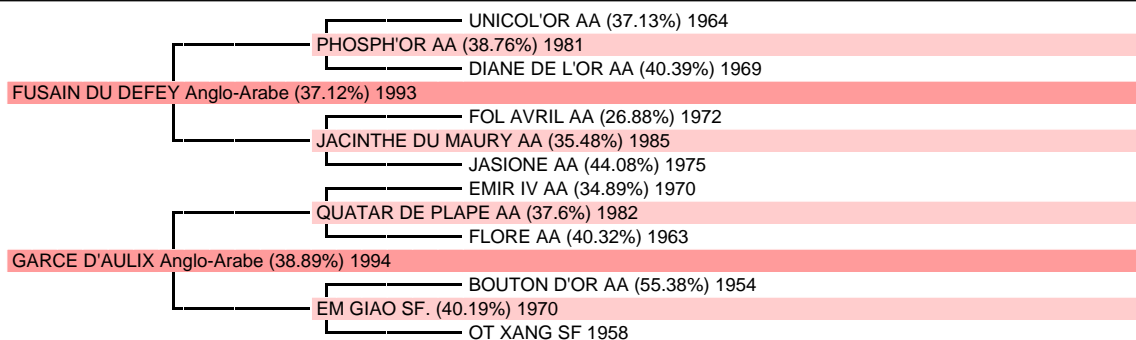 UNICOL'OR AA (37.13%) 1964
PHOSPH'OR AA (38.76%) 1981
DIANE DE L'OR AA (40.39%) 1969
FUSAIN DU DEFEY Anglo-Arabe (37.12%) 1993
FOL AVRIL AA (26.88%) 1972
JACINTHE DU MAURY AA (35.48%) 1985
JASIONE AA (44.08%) 1975
EMIR IV AA (34.89%) 1970
QUATAR DE PLAPE AA (37.6%) 1982
FLORE AA (40.32%) 1963
GARCE D'AULIX Anglo-Arabe (38.89%) 1994
BOUTON D'OR AA (55.38%) 1954
EM GIAO SF. (40.19%) 1970
OT XANG SF 1958